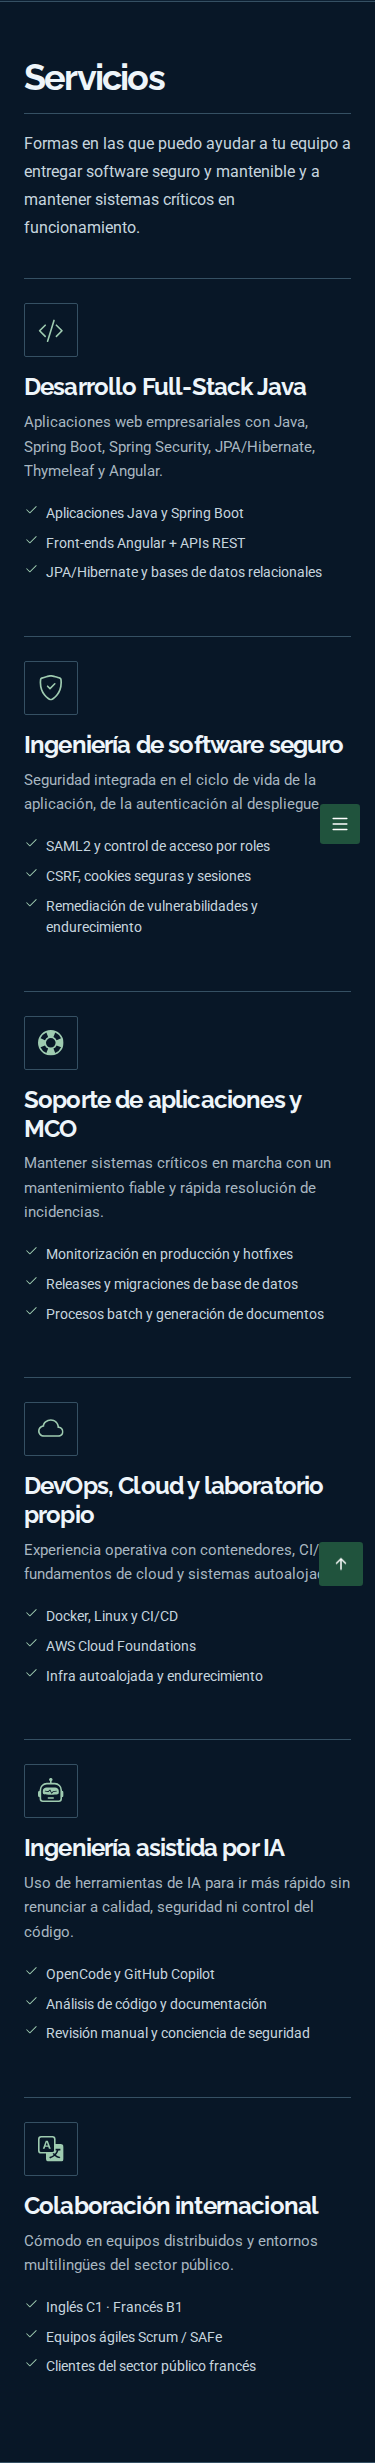 Servicios
Formas en las que puedo ayudar a tu equipo a
entregar software seguro y mantenible y a
mantener sistemas críticos en
funcionamiento.
Desarrollo Full-Stack Java
Aplicaciones web empresariales con Java,
Spring Boot, Spring Security, JPA/Hibernate,
Thymeleaf y Angular.
Aplicaciones Java y Spring Boot
Front-ends Angular + APIs REST
JPA/Hibernate y bases de datos relacionales
Ingeniería de software seguro
Seguridad integrada en el ciclo de vida de la
aplicación, de la autenticación al despliegue.
SAML2 y control de acceso por roles
CSRF, cookies seguras y sesiones
Remediación de vulnerabilidades y
endurecimiento
Soporte de aplicaciones y
MCO
Mantener sistemas críticos en marcha con un
mantenimiento fiable y rápida resolución de
incidencias.
Monitorización en producción y hotfixes
Releases y migraciones de base de datos
Procesos batch y generación de documentos
DevOps, Cloud y laboratorio
propio
Experiencia operativa con contenedores, CI/
fundamentos de cloud y sistemas
Docker, Linux y CI/CD
AWS Cloud Foundations
Infra autoalojada y endurecimiento
Ingeniería asistida por IA
Uso de herramientas de IA para ir más rápido sin
renunciar a calidad, seguridad ni control del
código.
OpenCode y GitHub Copilot
Análisis de código y documentación
Revisión manual y conciencia de seguridad
A
Colaboración internacional
Cómodo en equipos distribuidos y entornos
multilingües del sector público.
Inglés C1 · Francés B1
Equipos ágiles Scrum / SAFe
Clientes del sector público francés